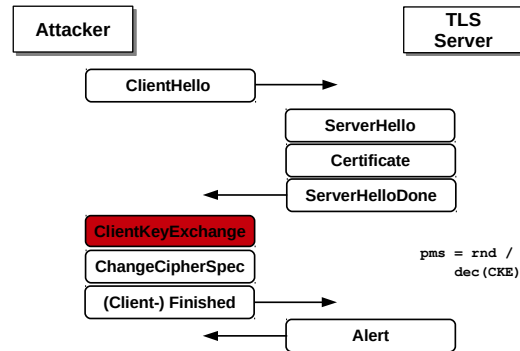 Attacker
TLS
Server
ClientHello
ServerHello
Certificate
ServerHelloDone
ClientKeyExchange
ChangeCipherSpec
pms = rnd /
dec(CKE)
(Client-) Finished
Alert